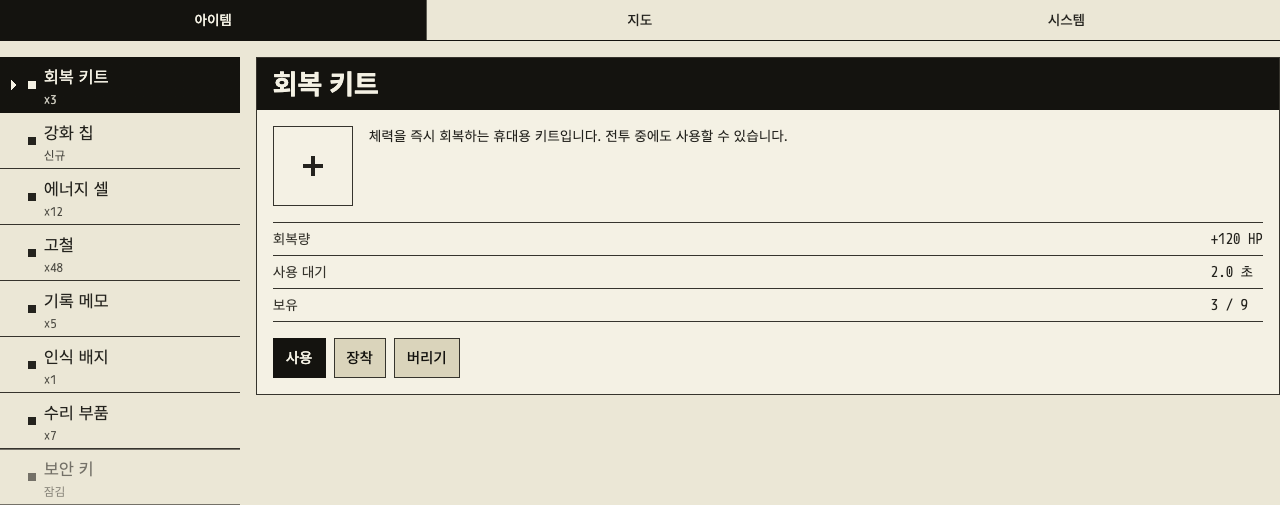 아이템 지도 시스템
회복 키트
x3
강화 칩
신규
에너지 셀
x12
고철
x48
기록 메모
x5
인식 배지
x1
수리 부품
x7
보안 키
잠김
회복 키트
체력을 즉시 회복하는 휴대용 키트입니다. 전투 중에도 사용할 수 있습니다.
회복량 +120 HP
사용 대기 2.0 초
보유 3 / 9
사용 장착 버리기